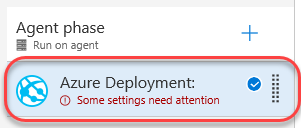 Agent phase
Run on agent
Azure Deployment:
Some settings need attention